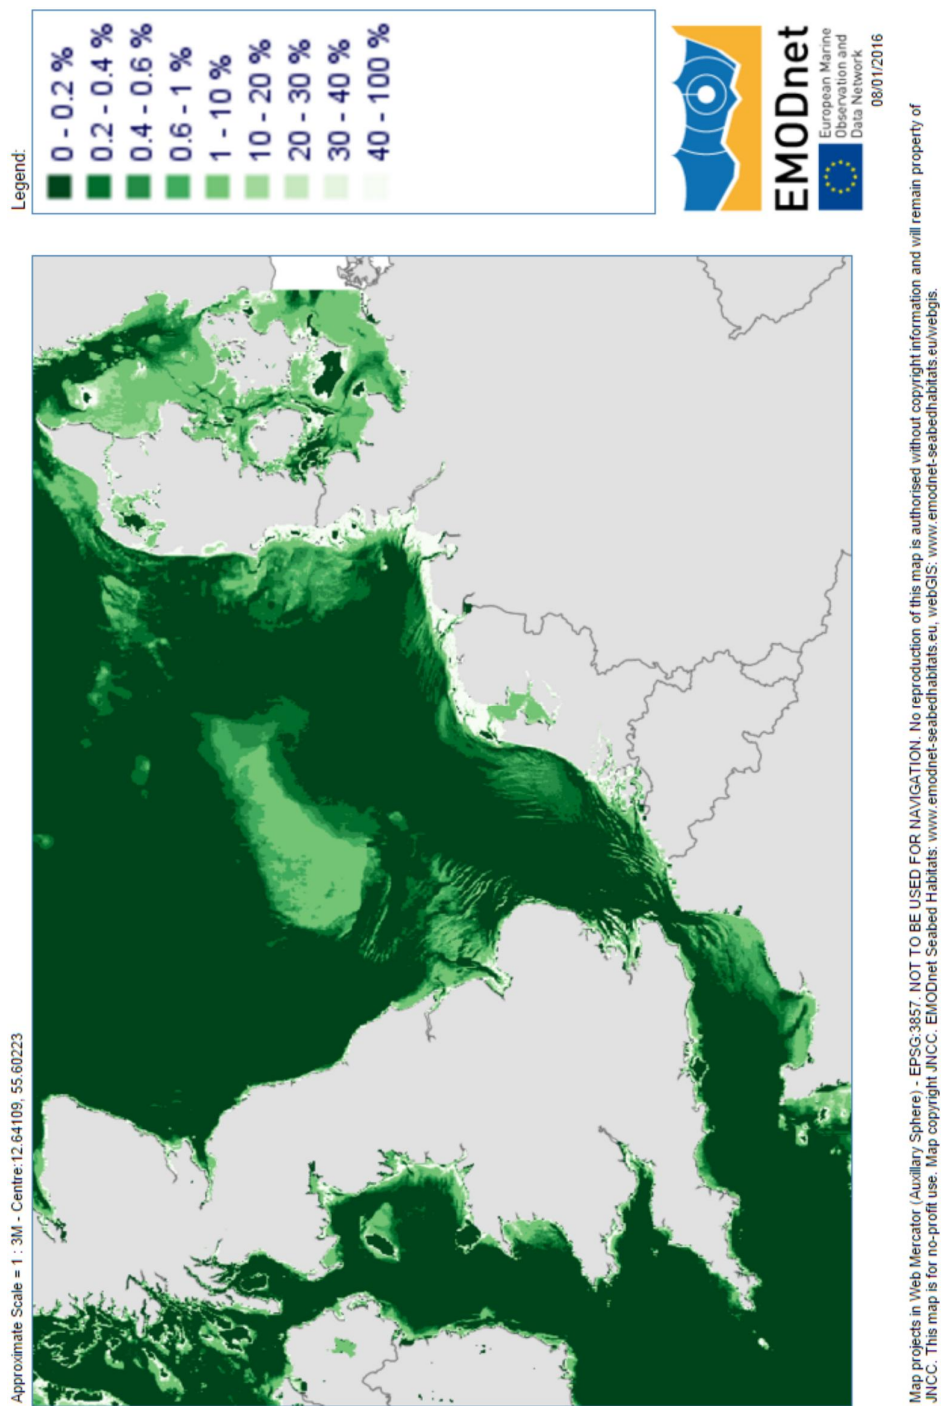 Approximate Scale = 1 : 3M - Centre:12.64109, 55.60223
Legend:
0 - 0.2 %
0.2 - 0.4 %
0.4 - 0.6 %
0.6 - 1 %
1 - 10 %
10 - 20 %
20 - 30 %
30 - 40 %
40 - 100 %
EMODnet
European Marine
Observation and
Data Network
08/01/2016
Map projects in Web Mercator (Auxillary Sphere) - EPSG:3857. NOT TO BE USED FOR NAVIGATION. No reproduction of this map is authorised without copyright information and will remain property of
JNCC. This map is for no-profit use. Map copyright JNCC. EMODnet Seabed Habitats: www.emodnet-seabedhabitats.eu, webGIS: www.emodnet-seabedhabitats.eu/webgis.